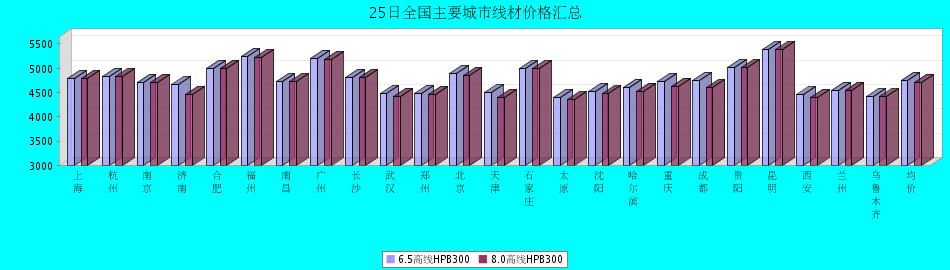 25日全国主要城市线材价格汇总
5500
5000
4500
4000
3500
3000
上海
杭州
南京
济南
合肥
福州
南昌
广州
长沙
武汉
郑州
北京
天津
石家庄
太原
沈阳
哈尔滨
重庆
成都
贵阳
昆明
西安
兰州
乌鲁木齐
均价
6.5高线HPB300 8.0高线HPB300